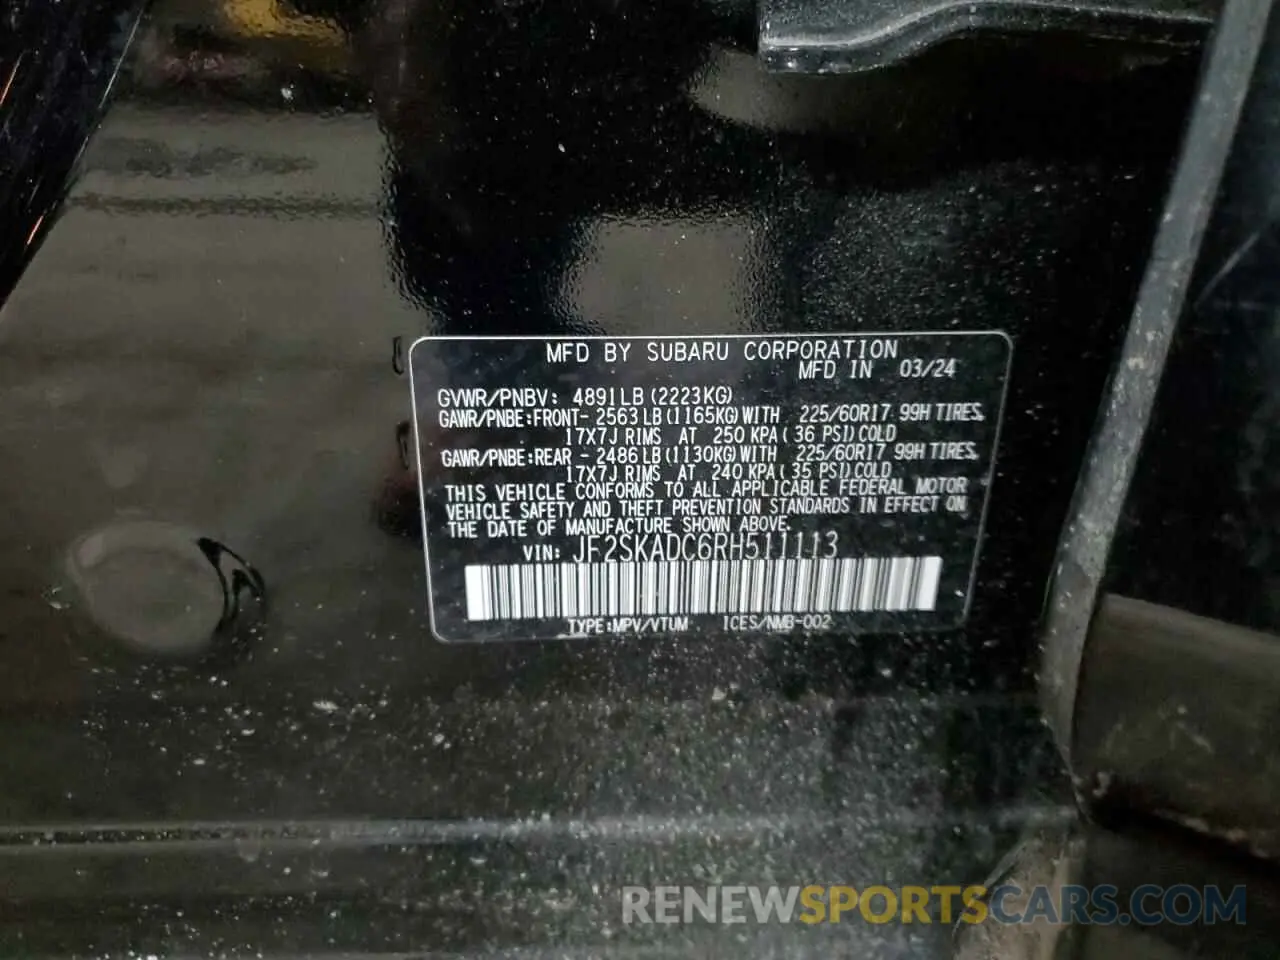 MFD BY SUBARU CORPORATION
MFD IN 03/24
GVWR/PNBV: 4891LB (2223KG)
GAWR/PNBE:FRONT- 2563 LB (1165KG) WITH 225/60R17 99H TIRES,
17X7J RIMS AT 250 KPA ( 36 PSI) COLD
GAWR/PNBE:REAR - 2486 LB (1130KG) WITH 225/60R17 99H TIRES,
17X7J RIMS AT 240 KPA ( 35 PSI) COLD
THIS VEHICLE CONFORMS TO ALL APPLICABLE FEDERAL MOTOR
VEHICLE SAFETY AND THEFT PREVENTION STANDARDS IN EFFECT ON
THE DATE OF MANUFACTURE SHOWN ABOVE.
VIN: JF2SKADC6RH511113
TYPE:MPV/VTUM ICES/NMB-002
RENEWSPORTSCARS.COM